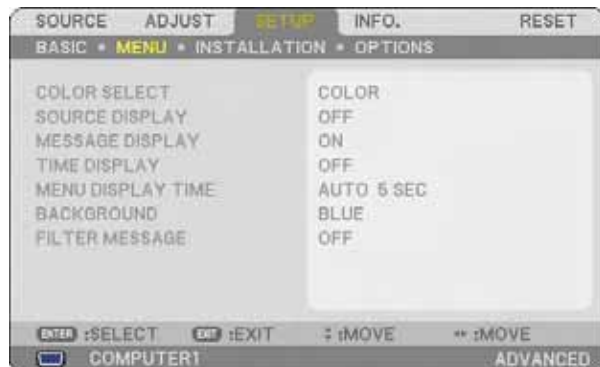 SOURCE ADJUST SETUP INFO. RESET
BASIC • MENU • INSTALLATION • OPTIONS
COLOR SELECT COLOR
SOURCE DISPLAY OFF
MESSAGE DISPLAY ON
TIME DISPLAY OFF
MENU DISPLAY TIME AUTO 5 SEC
BACKGROUND BLUE
FILTER MESSAGE OFF
ENTER :SELECT EXIT :EXIT ↕ :MOVE ↔ :MOVE
COMPUTER1 ADVANCED